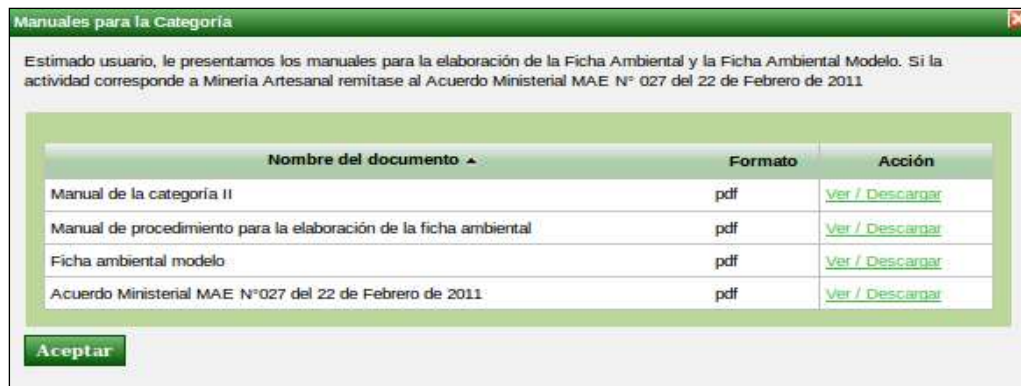 Manuales para la Categoría
Estimado usuario, le presentamos los manuales para la elaboración de la Ficha Ambiental y la Ficha Ambiental Modelo. Si la
actividad corresponde a Minería Artesanal remítase al Acuerdo Ministerial MAE N° 027 del 22 de Febrero de 2011
Nombre del documento Formato Acción
Manual de la categoría II pdf Ver / Descargar
Manual de procedimiento para la elaboración de la ficha ambiental pdf Ver / Descargar
Ficha ambiental modelo pdf Ver / Descargar
Acuerdo Ministerial MAE N°027 del 22 de Febrero de 2011 pdf Ver / Descargar
Aceptar